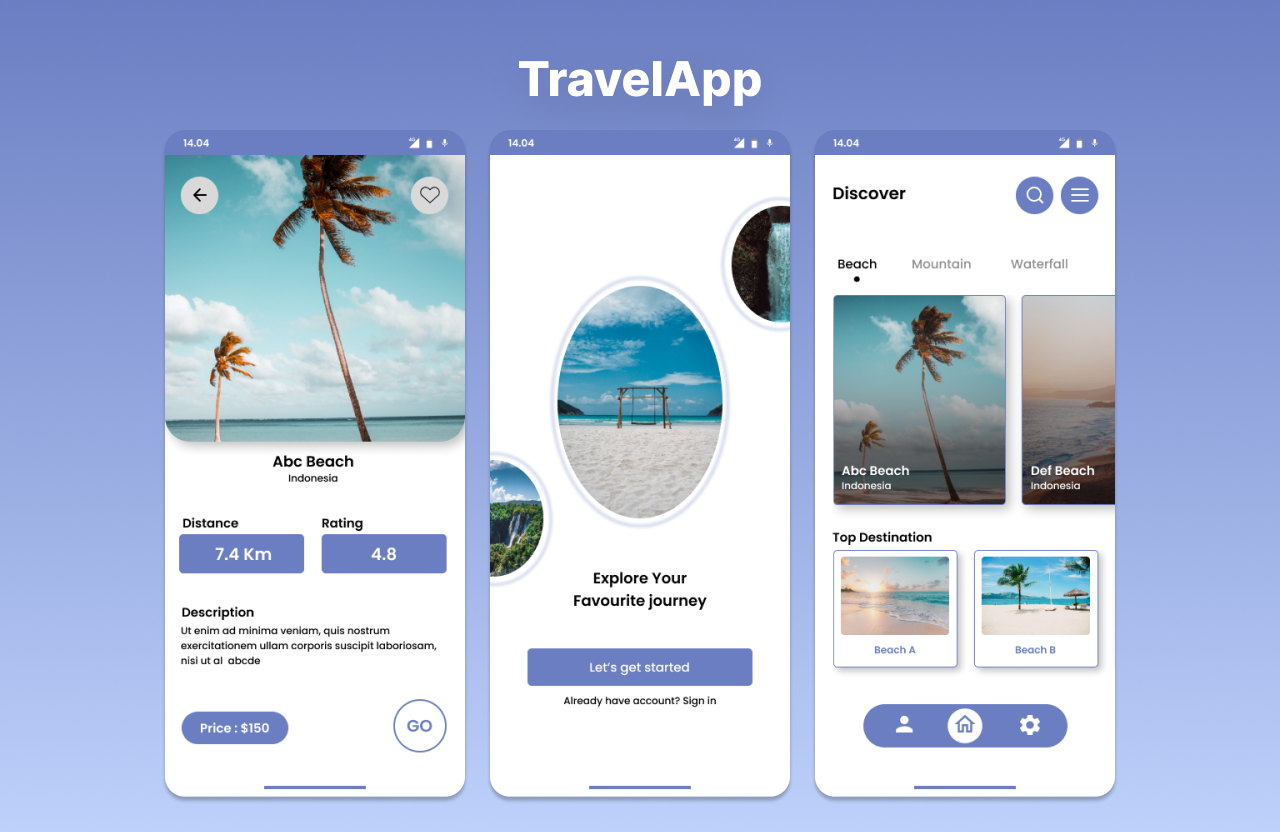 TravelApp
14.04
Abc Beach
Indonesia
Distance
Rating
7.4 Km
4.8
Description
Ut enim ad minima veniam, quis nostrum
exercitationem ullam corporis suscipit laboriosam,
nisi ut al abcde
Price : $150
GO
14.04
Explore Your
Favourite journey
Let's get started
Already have account? Sign in
14.04
Discover
Beach
Mountain
Waterfall
Abc Beach
Indonesia
Def Beach
Indonesia
Top Destination
Beach A
Beach B